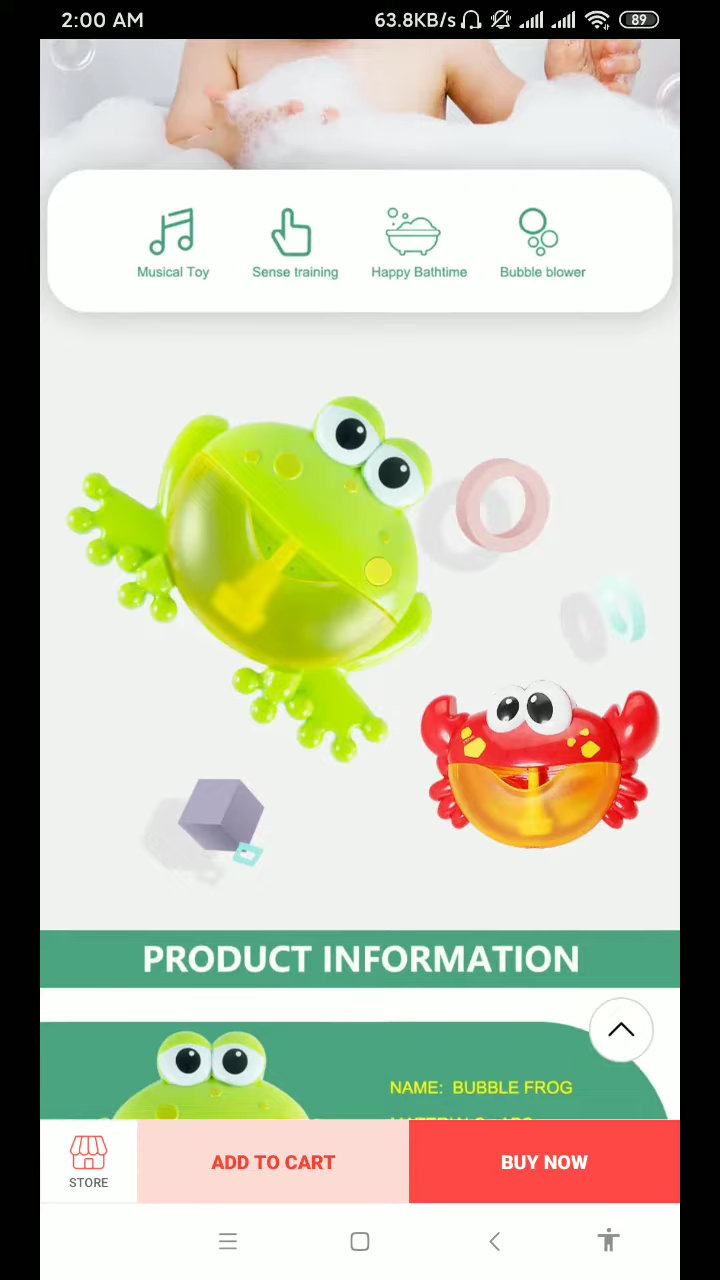 2:00 AM 63.8KB/s 89
Musical Toy Sense training Happy Bathtime Bubble blower
PRODUCT INFORMATION
NAME: BUBBLE FROG
STORE ADD TO CART BUY NOW